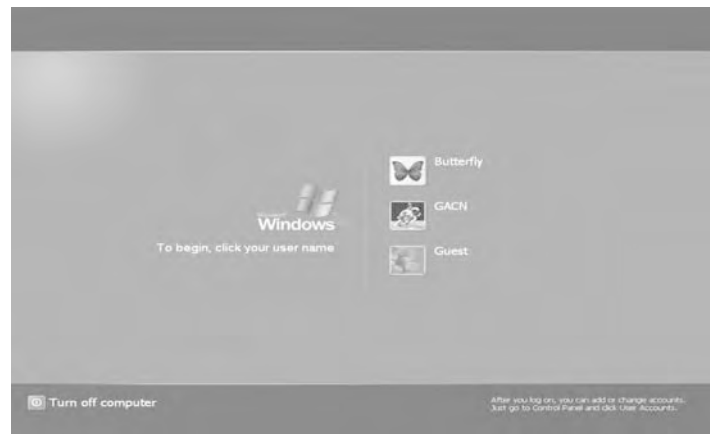 Butterfly
GACN
Windows
To begin, click your user name
Guest
Turn off computer
After you log on, you can add or change accounts.
Just go to Control Panel and click User Accounts.